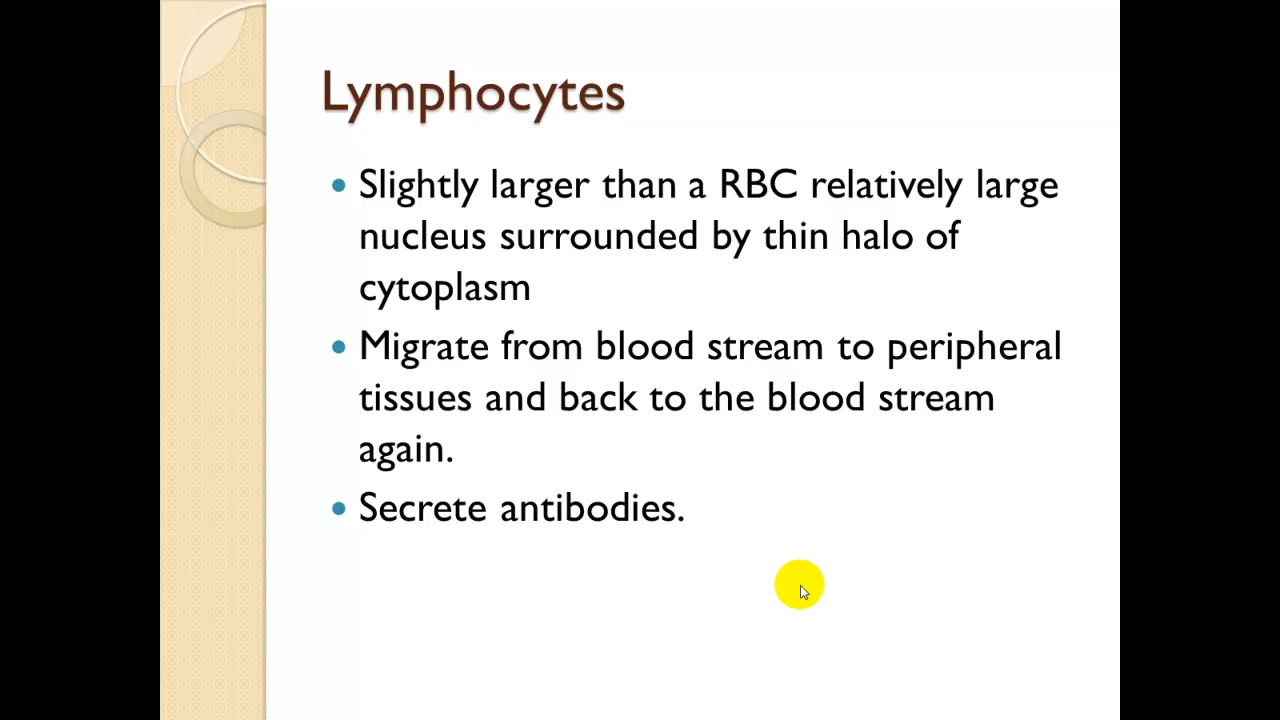 Lymphocytes
Slightly larger than a RBC relatively large
nucleus surrounded by thin halo of
cytoplasm
Migrate from blood stream to peripheral
tissues and back to the blood stream
again.
Secrete antibodies.